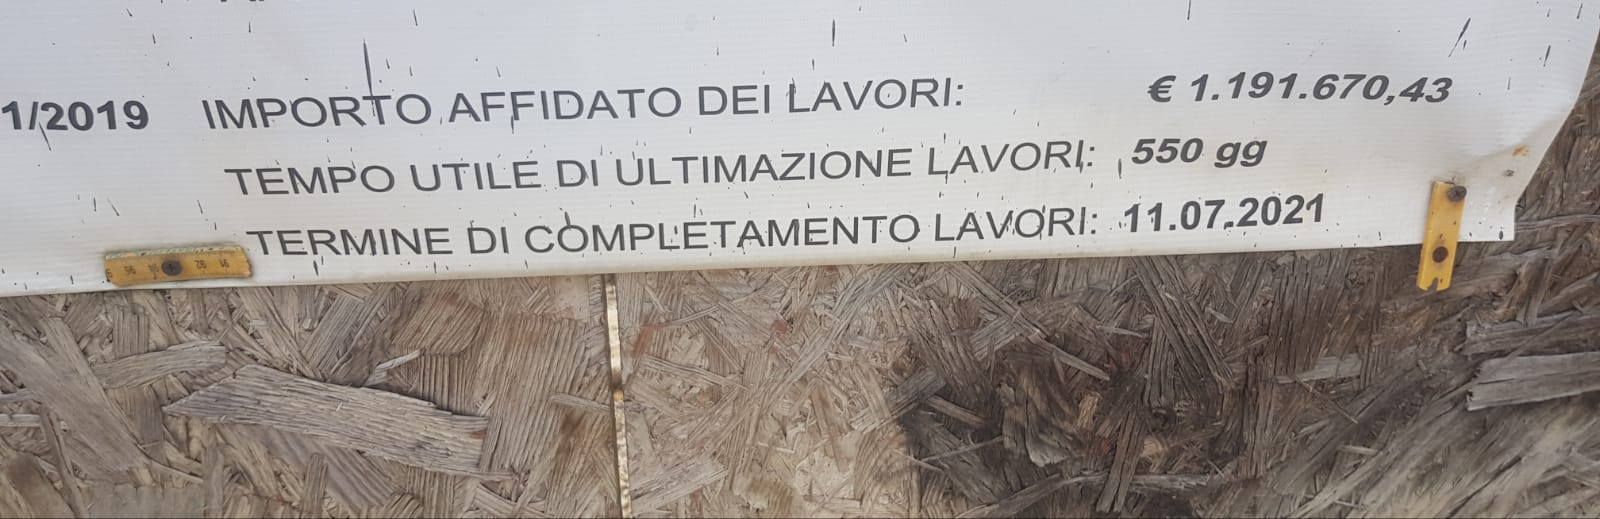 1/2019 IMPORTO AFFIDATO DEI LAVORI: € 1.191.670,43
TEMPO UTILE DI ULTIMAZIONE LAVORI: 550 gg
TERMINE DI COMPLETAMENTO LAVORI: 11.07.2021